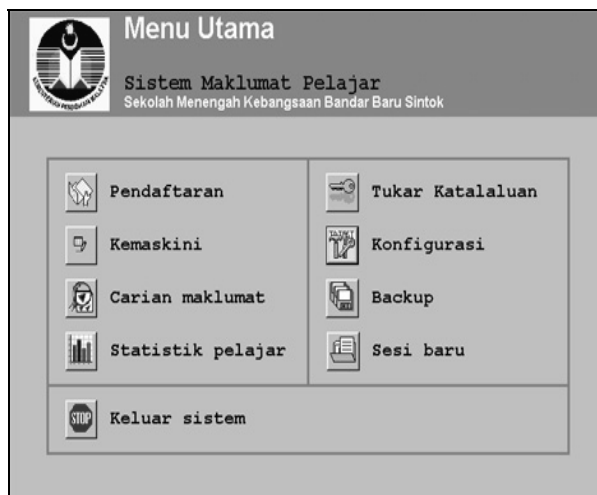 Menu Utama
Sistem Maklumat Pelajar
Sekolah Menengah Kebangsaan Bandar Baru Sintok
Pendaftaran
Tukar Katalaluan
Kemaskini
Konfigurasi
Carian maklumat
Backup
Statistik pelajar
Sesi baru
STOP
Keluar sistem